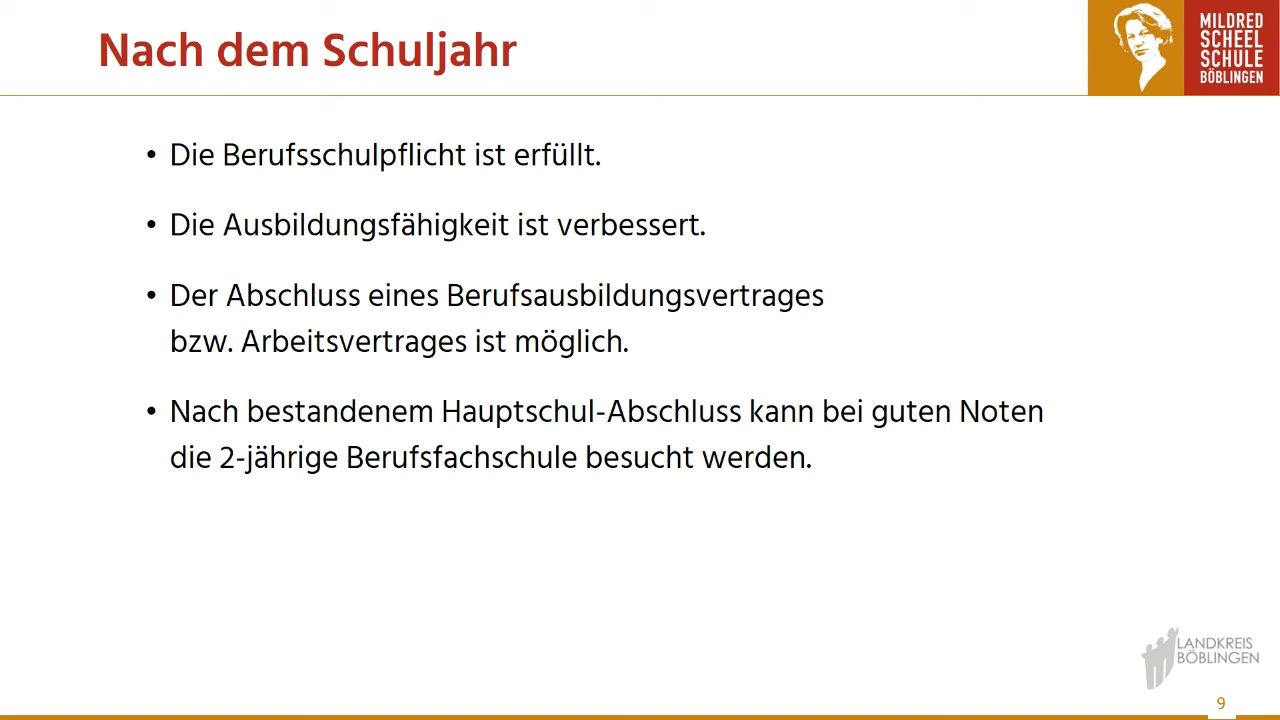 Nach dem Schuljahr
MILDRED
SCHEEL
SCHULE
BÖBLINGEN
• Die Berufsschulpflicht ist erfüllt.
• Die Ausbildungsfähigkeit ist verbessert.
• Der Abschluss eines Berufsausbildungsvertrages
bzw. Arbeitsvertrages ist möglich.
• Nach bestandenem Hauptschul-Abschluss kann bei guten Noten
die 2-jährige Berufsfachschule besucht werden.
LANDKREIS
BÖBLINGEN
9